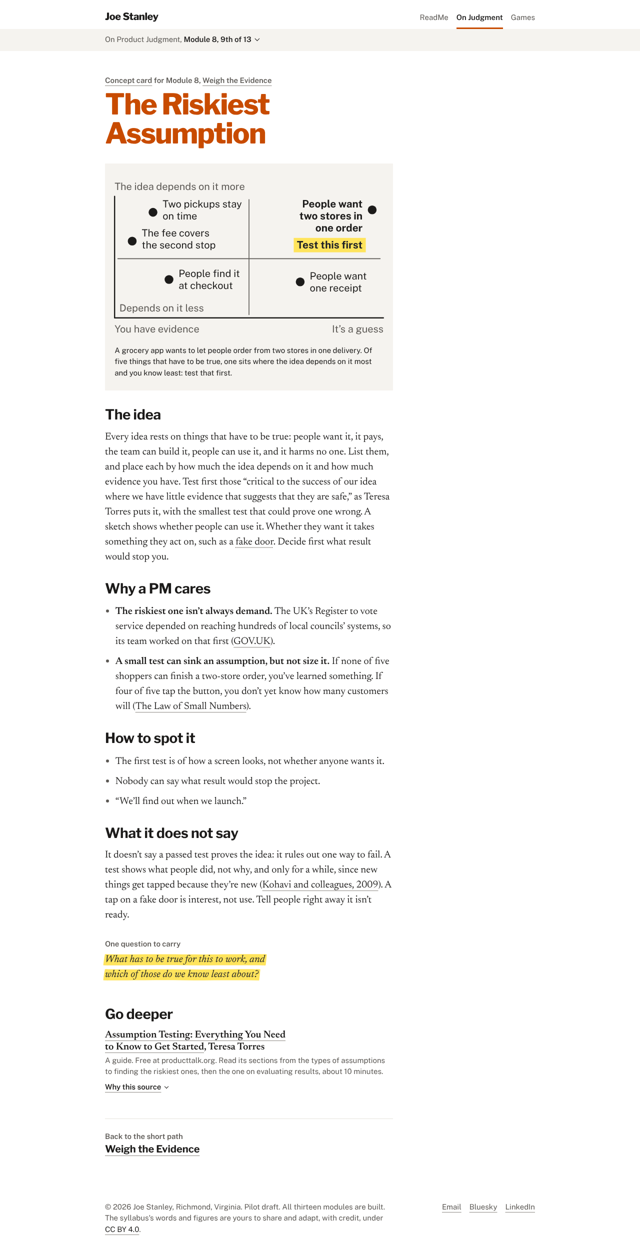 Joe Stanley
ReadMe On Judgment Games
On Product Judgment, Module 8, 9th of 13
Concept card for Module 8, Weigh the Evidence
The Riskiest
Assumption
The idea depends on it more
Two pickups stay
on time
The fee covers
the second stop
People want
two stores in
one order
Test this first
People find it
at checkout
People want
one receipt
Depends on it less
You have evidence
It's a guess
A grocery app wants to let people order from two stores in one delivery. Of
five things that have to be true, one sits where the idea depends on it most
and you know least: test that first.
The idea
Every idea rests on things that have to be true: people want it, it pays,
the team can build it, people can use it, and it harms no one. List them,
and place each by how much the idea depends on it and how much
evidence you have. Test first those “critical to the success of our idea
where we have little evidence that suggests that they are safe,” as Teresa
Torres puts it, with the smallest test that could prove one wrong. A
sketch shows whether people can use it. Whether they want it takes
something they act on, such as a fake door. Decide first what result
would stop you.
Why a PM cares
• The riskiest one isn’t always demand. The UK’s Register to vote
service depended on reaching hundreds of local councils’ systems, so
its team worked on that first (GOV.UK).
• A small test can sink an assumption, but not size it. If none of five
shoppers can finish a two-store order, you’ve learned something. If
four of five tap the button, you don’t yet know how many customers
will (The Law of Small Numbers).
How to spot it
• The first test is of how a screen looks, not whether anyone wants it.
• Nobody can say what result would stop the project.
• “We’ll find out when we launch.”
What it does not say
It doesn’t say a passed test proves the idea: it rules out one way to fail. A
test shows what people did, not why, and only for a while, since new
things get tapped because they’re new (Kohavi and colleagues, 2009). A
tap on a fake door is interest, not use. Tell people right away it isn’t
ready.
One question to carry
What has to be true for this to work, and
which of those do we know least about?
Go deeper
Assumption Testing: Everything You Need
to Know to Get Started, Teresa Torres
A guide. Free at producttalk.org. Read its sections from the types of assumptions
to finding the riskiest ones, then the one on evaluating results, about 10 minutes.
Why this source
Back to the short path
Weigh the Evidence
© 2026 Joe Stanley, Richmond, Virginia. Pilot draft. All thirteen modules are built.
The syllabus’s words and figures are yours to share and adapt, with credit, under
CC BY 4.0.
Email Bluesky LinkedIn